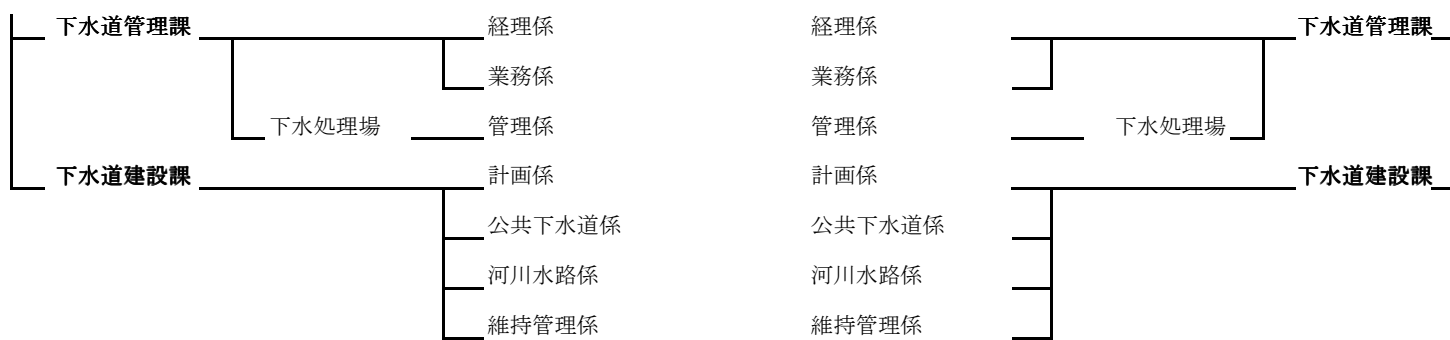 下水道管理課 経理係 経理係 下水道管理課
業務係 業務係
下水処理場 管理係 管理係 下水処理場
下水道建設課 計画係 計画係 下水道建設課
公共下水道係 公共下水道係
河川水路係 河川水路係
維持管理係 維持管理係